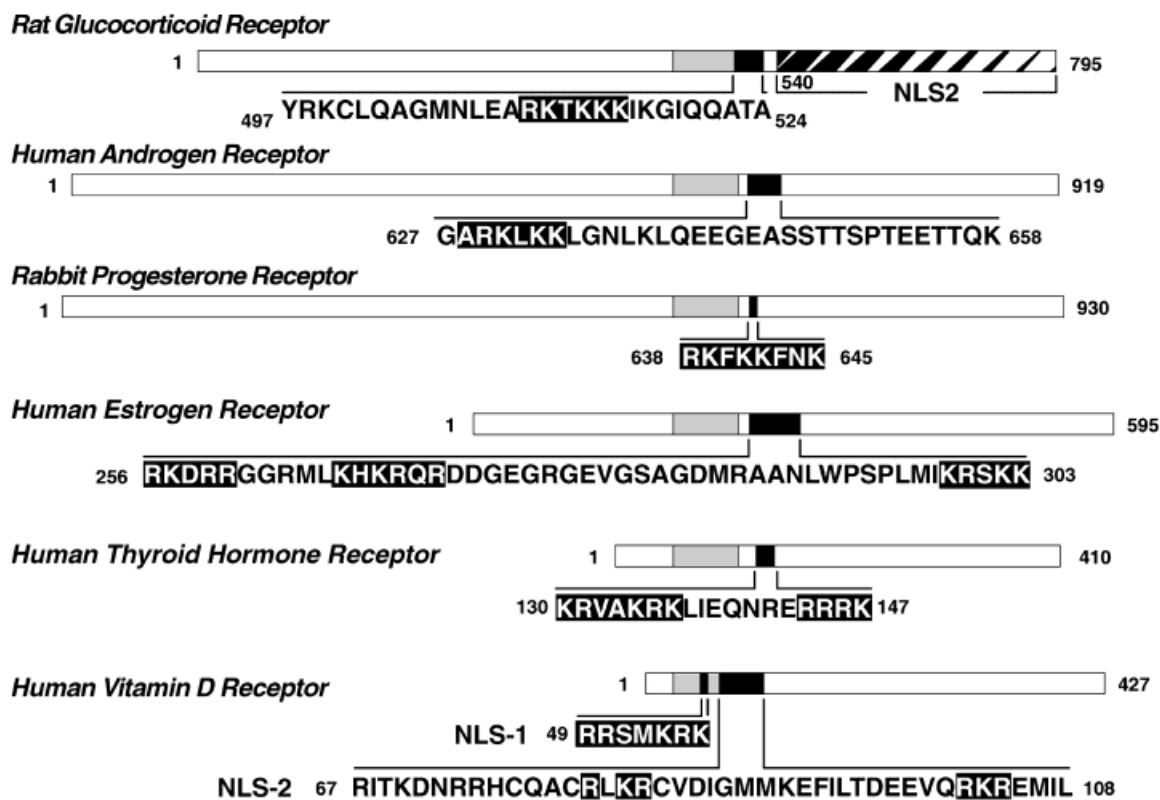 Rat Glucocorticoid Receptor
1 795
540 NLS2
497 YRKCLQAGMNLEARKTKKKIKGIQQATA 524
Human Androgen Receptor
1 919
627 GARKLKKLGNLKLQEEGEASSTTSPTEETTQK 658
Rabbit Progesterone Receptor
1 930
638 RKFKKFNK 645
Human Estrogen Receptor
1 595
256 RKDRRGGRMLKHKRQRDDGEGRGEVGSAGDMRAANLWPSPLMIKRSKK 303
Human Thyroid Hormone Receptor
1 410
130 KRVAKRKLIEQNRERRRK 147
Human Vitamin D Receptor
1 427
NLS-1 49 RRSMKRK
NLS-2 67 RITKDNRRHCQACRLKRCVDIGMMKEFILTDEEVQRKREMIL 108